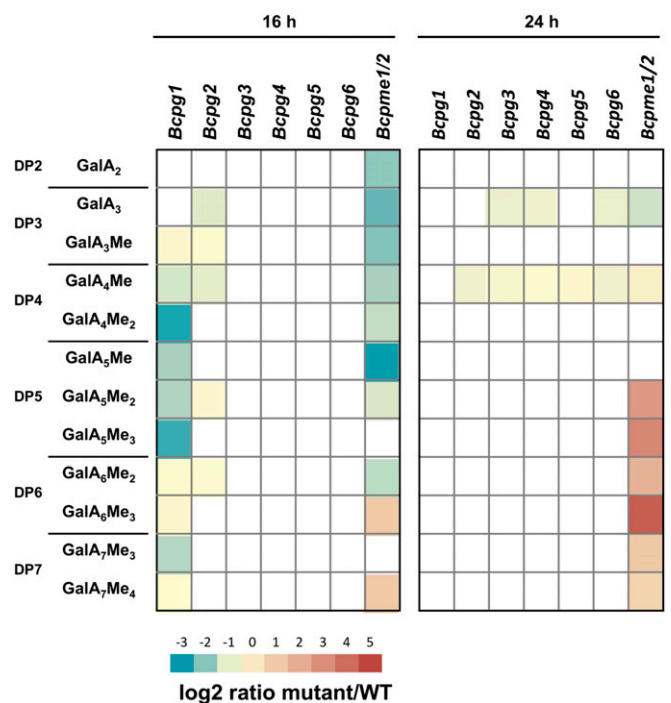 16 h 24 h
Bcpg1 Bcpg2 Bcpg3 Bcpg4 Bcpg5 Bcpg6 Bcpme1/2 Bcpg1 Bcpg2 Bcpg3 Bcpg4 Bcpg5 Bcpg6 Bcpme1/2
DP2 GalA₂
DP3 GalA₃
GalA₃Me
DP4 GalA₄Me
GalA₄Me₂
DP5 GalA₅Me
GalA₅Me₂
GalA₅Me₃
DP6 GalA₆Me₂
GalA₆Me₃
DP7 GalA₇Me₃
GalA₇Me₄
-3 -2 -1 0 1 2 3 4 5
log2 ratio mutant/WT